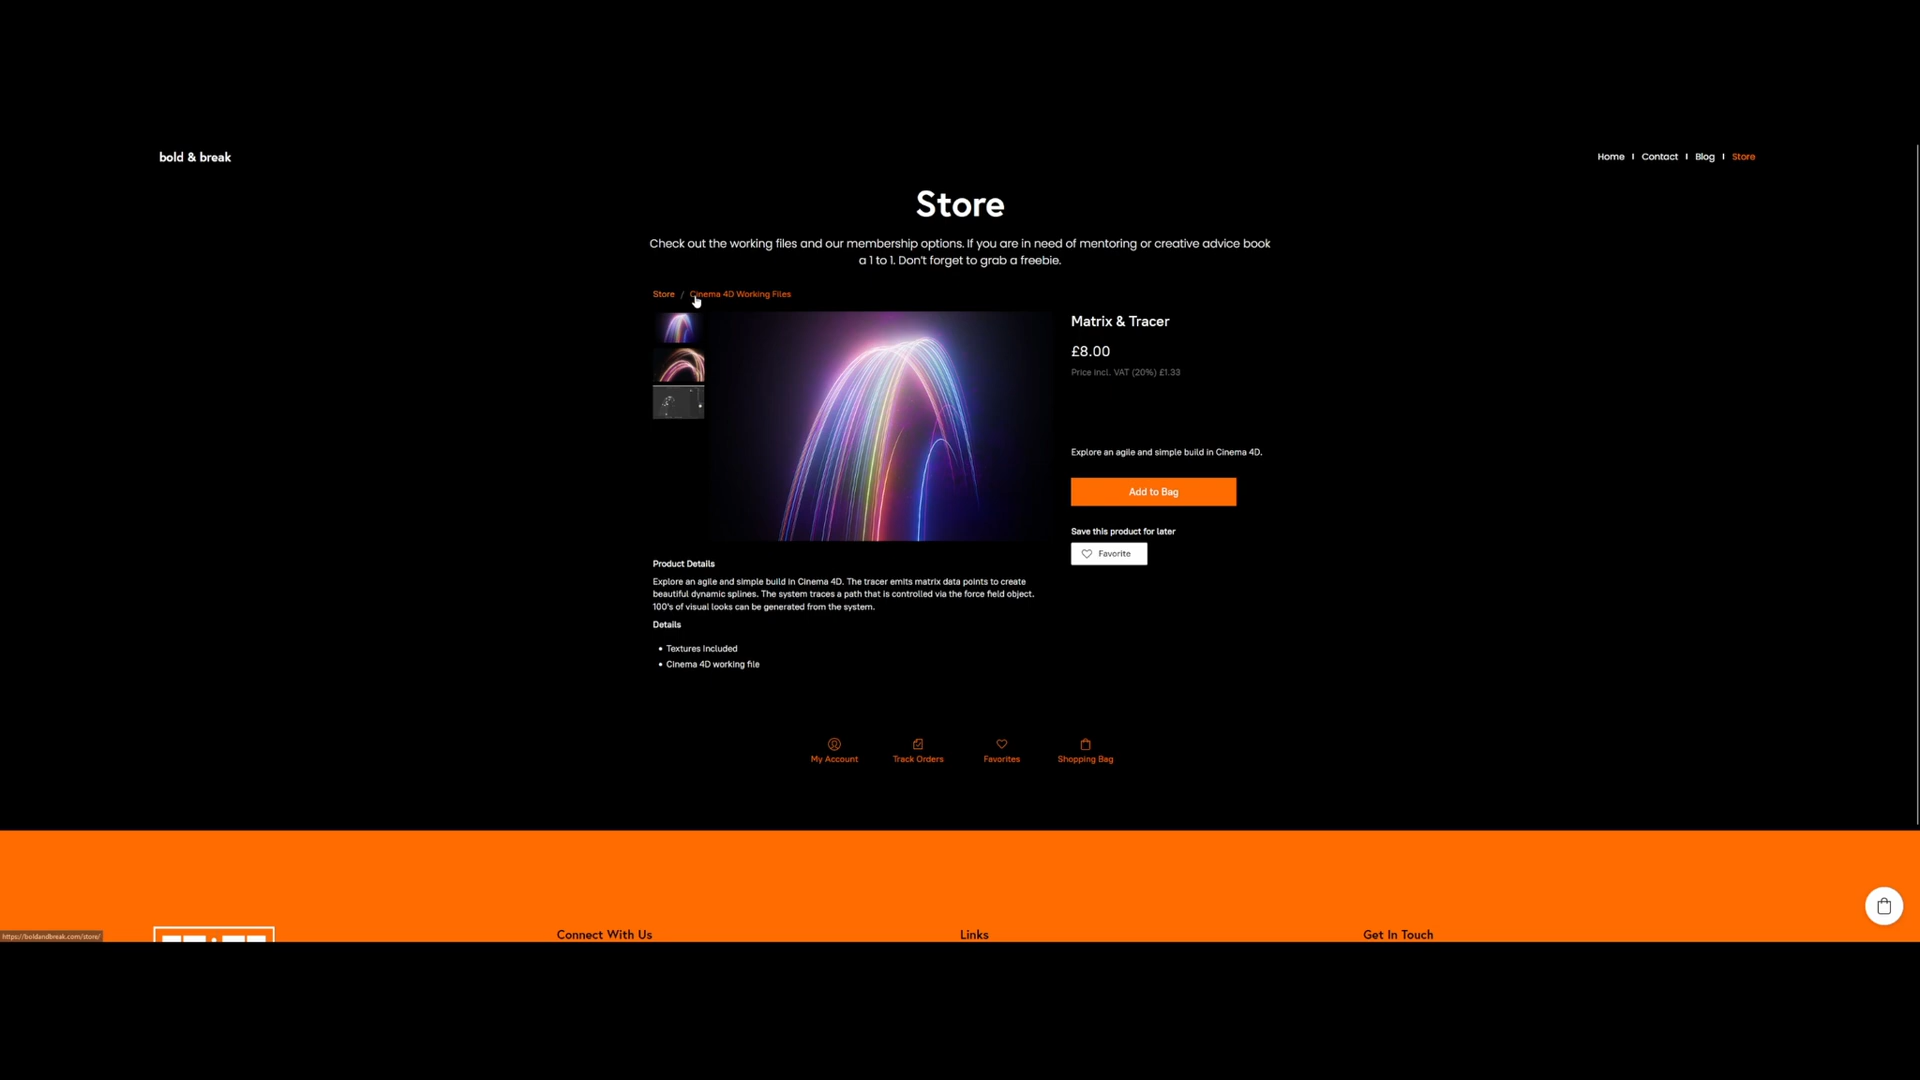 bold & break
Home | Contact | Blog | Store
Store
Check out the working files and our membership options. If you are in need of mentoring or creative advice book
a 1 to 1. Don't forget to grab a freebie.
Store / Cinema 4D Working Files
Matrix & Tracer
£8.00
Price incl. VAT (20%) £1.33
Explore an agile and simple build in Cinema 4D.
Add to Bag
Save this product for later
Favorite
Product Details
Explore an agile and simple build in Cinema 4D. The tracer emits matrix data points to create
beautiful dynamic splines. The system traces a path that is controlled via the force field object.
100's of visual looks can be generated from the system.
Details
• Textures Included
• Cinema 4D working file
My Account
Track Orders
Favorites
Shopping Bag
https://boldandbreak.com/store/
Connect With Us
Links
Get In Touch